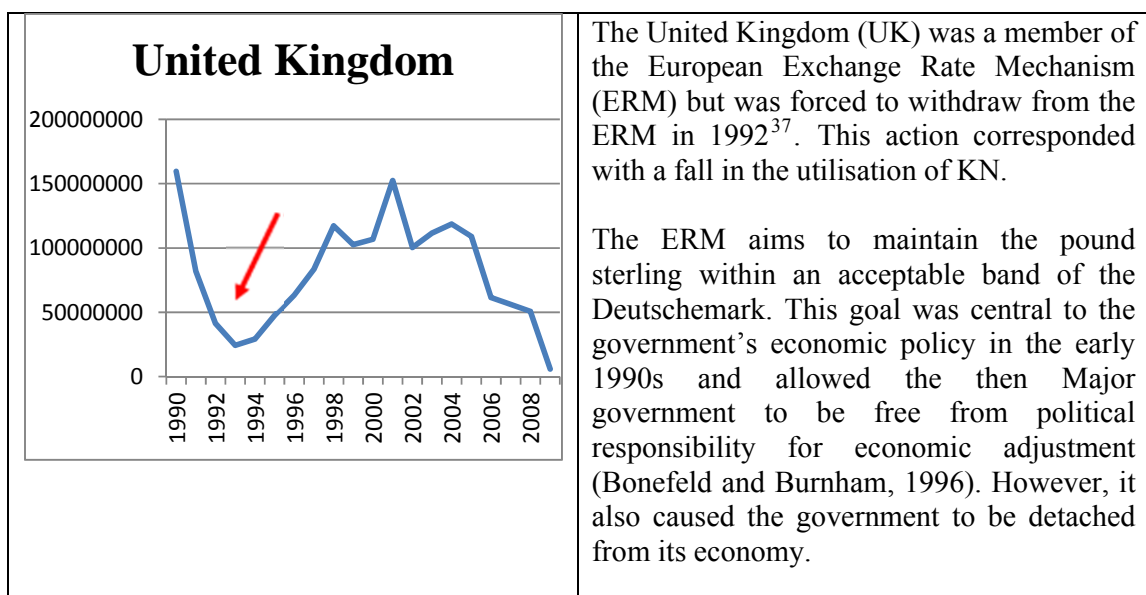 United Kingdom
200000000
150000000
100000000
50000000
0
1990
1992
1994
1996
1998
2000
2002
2004
2006
2008
The United Kingdom (UK) was a member of
the European Exchange Rate Mechanism
(ERM) but was forced to withdraw from the
ERM in 1992³⁷. This action corresponded
with a fall in the utilisation of KN.
The ERM aims to maintain the pound
sterling within an acceptable band of the
Deutschemark. This goal was central to the
government’s economic policy in the early
1990s and allowed the then Major
government to be free from political
responsibility for economic adjustment
(Bonefeld and Burnham, 1996). However, it
also caused the government to be detached
from its economy.